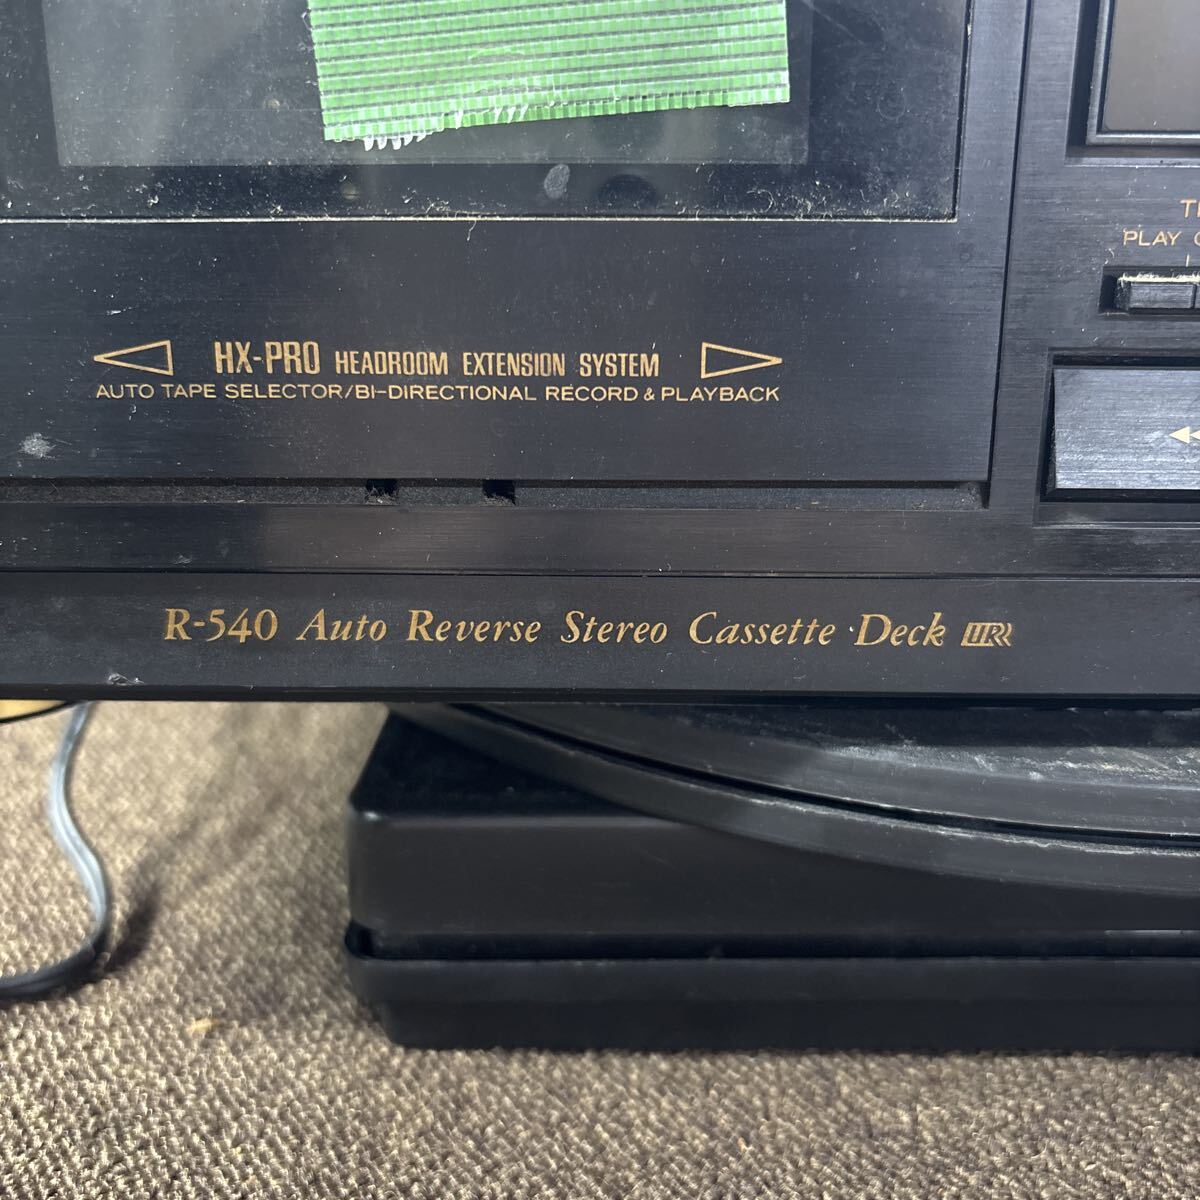 PLAY
HX-PRO HEADROOM EXTENSION SYSTEM
AUTO TAPE SELECTOR/BI-DIRECTIONAL RECORD & PLAYBACK
R-540 Auto Reverse Stereo Cassette Deck